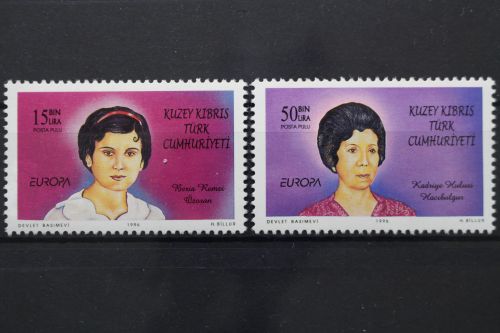 15 BİN LİRA
POSTA PULU
KUZEY KIBRIS
TÜRK
CUMHURİYETİ
EUROPA
Beria Remzi
Özoran
DEVLET BASIMEVİ 1996 H. BİLLUR
50 BİN LİRA
POSTA PULU
KUZEY KIBRIS
TÜRK
CUMHURİYETİ
EUROPA
Kadriye Hulusi
Hacıbulgur
DEVLET BASIMEVİ 1996 H. BİLLUR